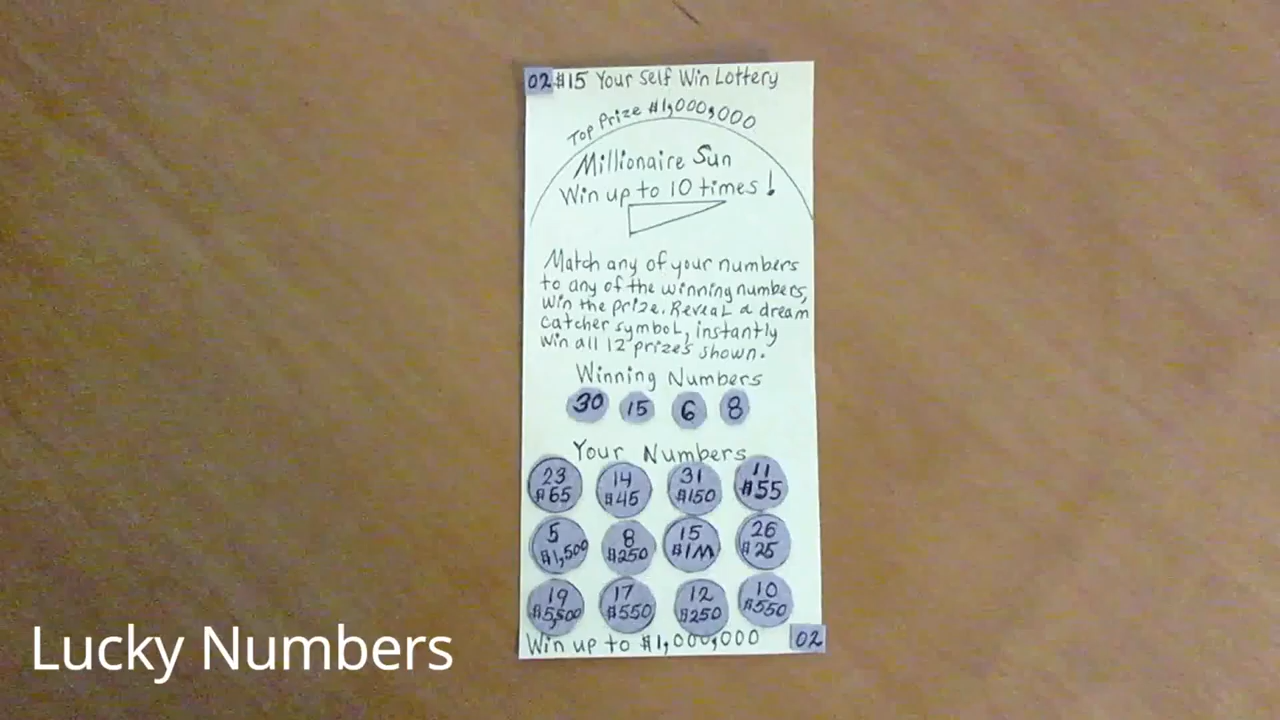 02 $15 Your Self Win Lottery
Top Prize $1,000,000
Millionaire Sun
Win up to 10 times!
Match any of your numbers
to any of the winning numbers,
win the prize. Reveal a dream
catcher symbol, instantly
win all 12 prizes shown.
Winning Numbers
30 15 6 8
Your Numbers
23 14 31 11
$65 $45 $150 $55
5 8 15 26
$1,500 $250 $1M $25
19 17 12 10
$5,500 $550 $250 $550
Win up to $1,000,000 02
Lucky Numbers